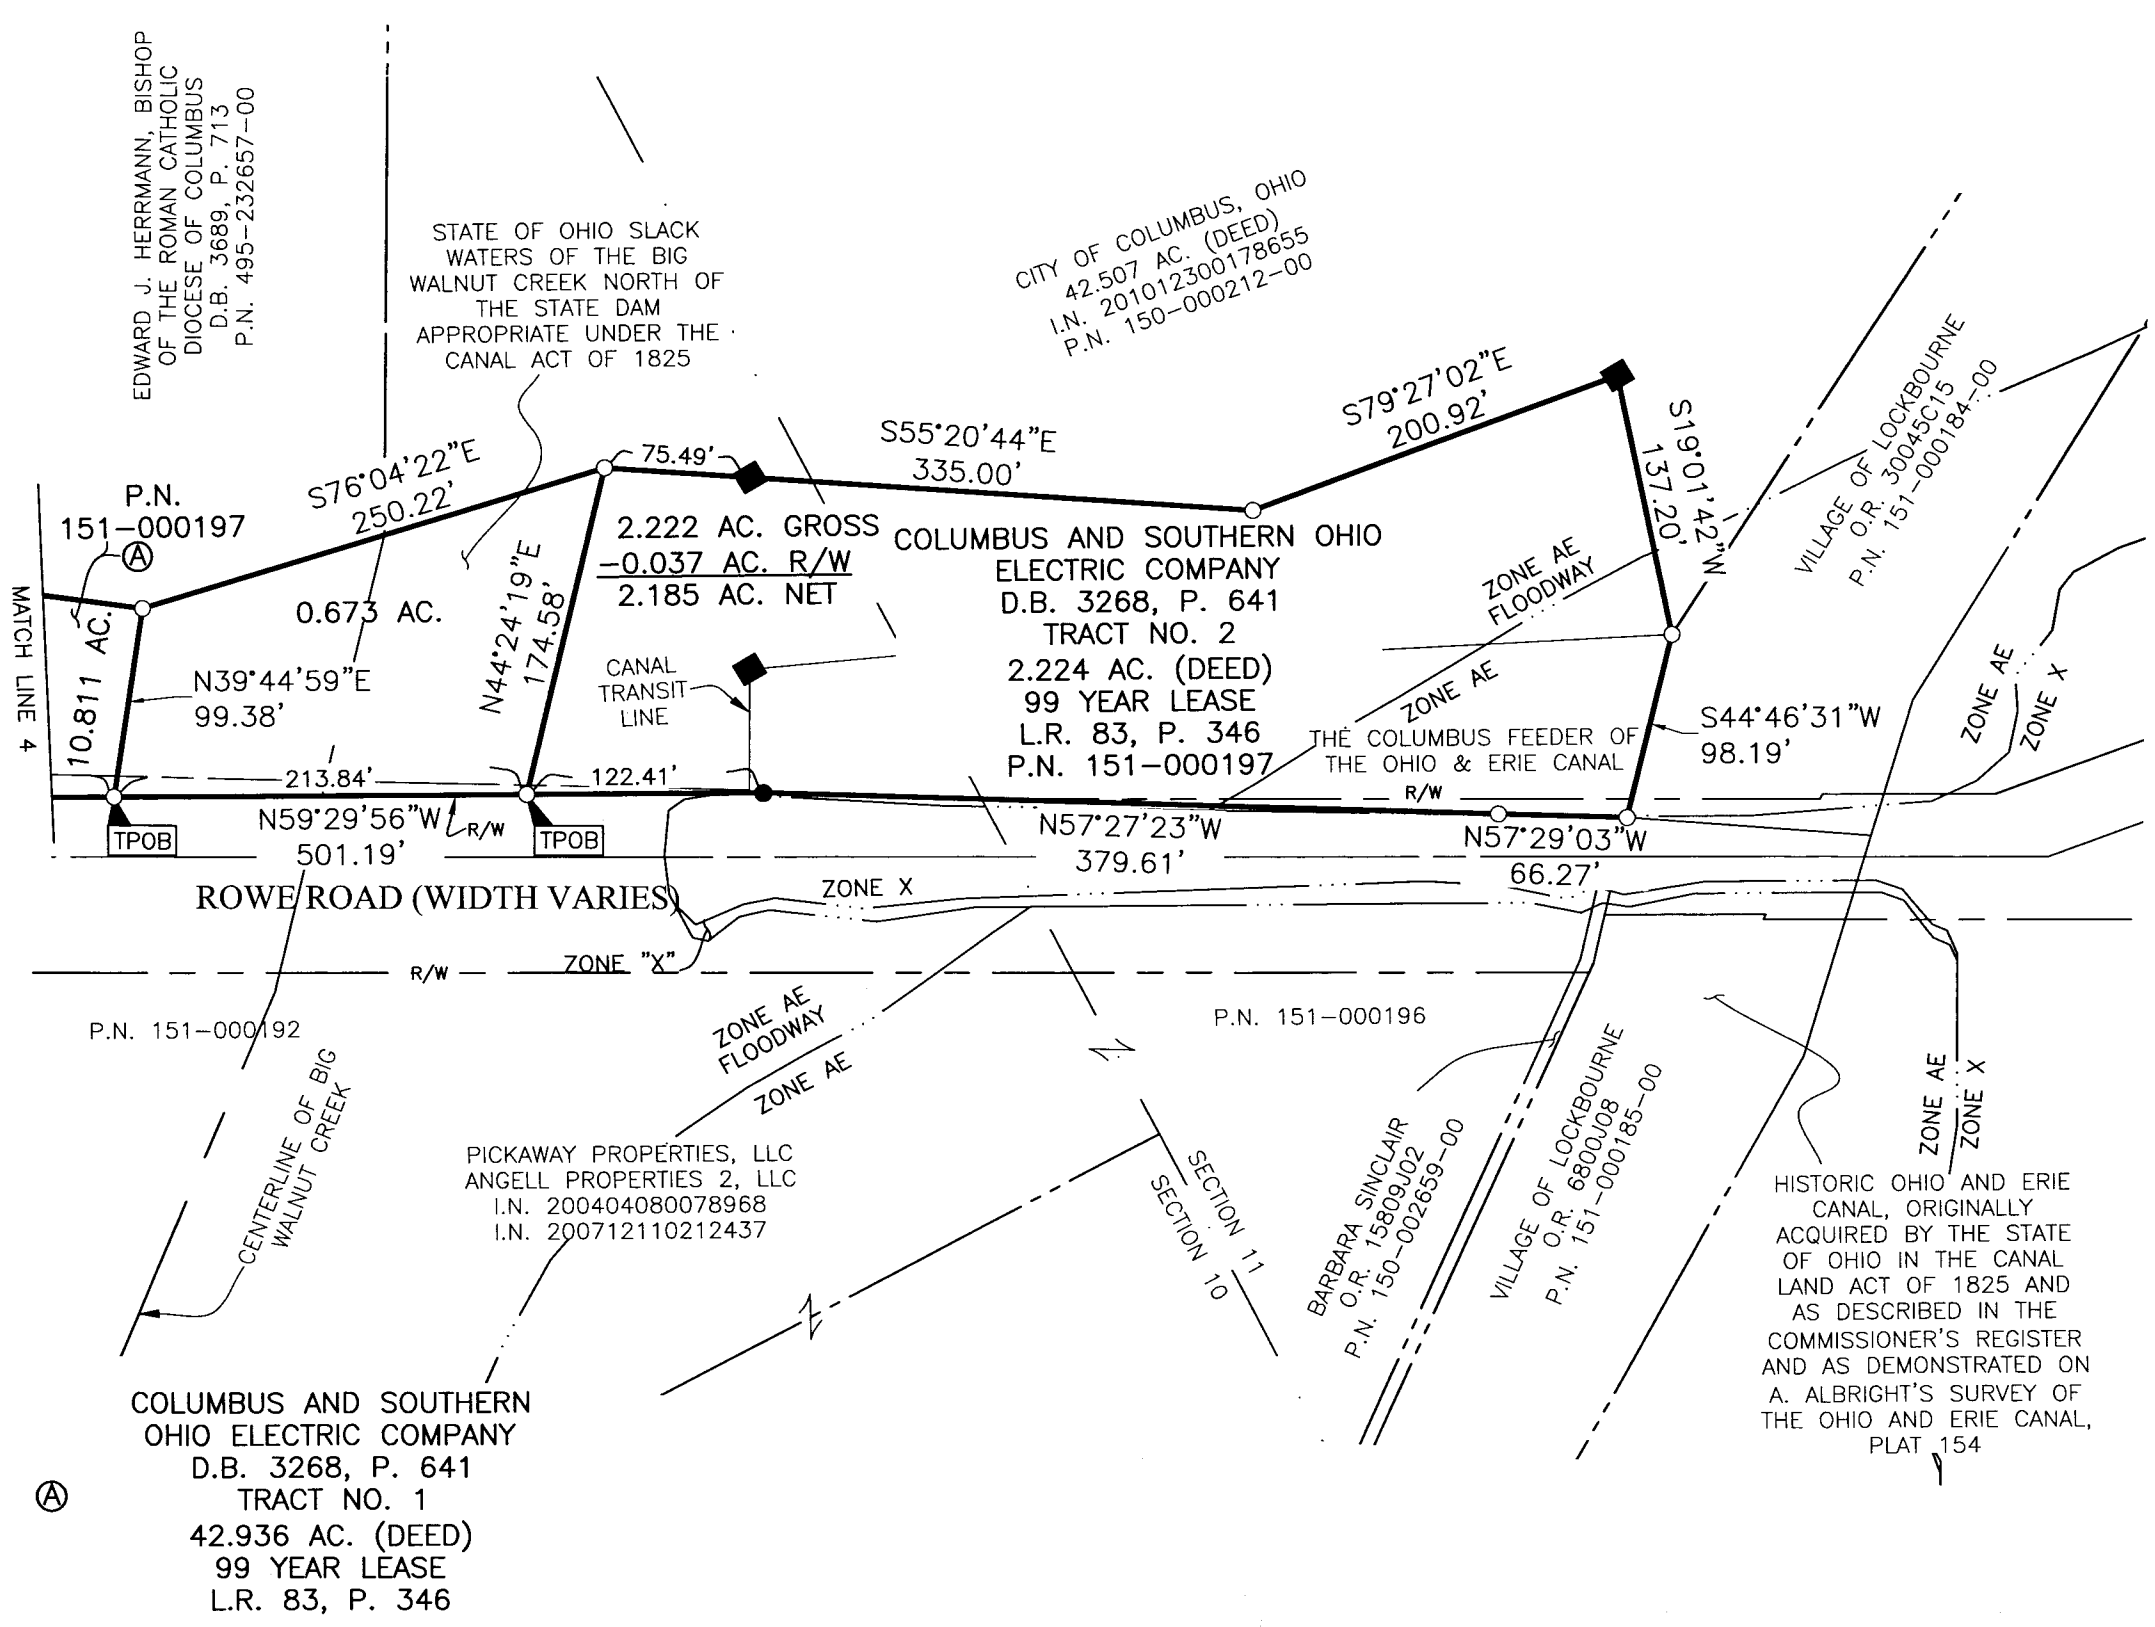 EDWARD J. HERRMANN, BISHOP
OF THE ROMAN CATHOLIC
DIOCESE OF COLUMBUS
D.B. 3689, P. 713
P.N. 495-232657-00
STATE OF OHIO SLACK
WATERS OF THE BIG
WALNUT CREEK NORTH OF
THE STATE DAM
APPROPRIATE UNDER THE
CANAL ACT OF 1825
CITY OF COLUMBUS, OHIO
42.507 AC. (DEED)
I.N. 201012300178655
P.N. 150-000212-00
VILLAGE OF LOCKBOURNE
O.R. 30045C15
P.N. 151-000184-00
S76°04'22"E
250.22'
75.49'
S55°20'44"E
335.00'
S79°27'02"E
200.92'
S19°01'42"W
137.20'
P.N.
151-000197
A
MATCH LINE 4
10.811 AC.
0.673 AC.
N39°44'59"E
99.38'
N44°24'19"E
174.58'
2.222 AC. GROSS
-0.037 AC. R/W
2.185 AC. NET
CANAL
TRANSIT
LINE
COLUMBUS AND SOUTHERN OHIO
ELECTRIC COMPANY
D.B. 3268, P. 641
TRACT NO. 2
2.224 AC. (DEED)
99 YEAR LEASE
L.R. 83, P. 346
P.N. 151-000197
ZONE AE
FLOODWAY
ZONE AE
THE COLUMBUS FEEDER OF
THE OHIO & ERIE CANAL
S44°46'31"W
98.19'
ZONE AE
ZONE X
213.84'
122.41'
R/W
N59°29'56"W
501.19'
R/W
TPOB
TPOB
N57°27'23"W
379.61'
N57°29'03"W
66.27'
ROWE ROAD (WIDTH VARIES)
ZONE X
ZONE "X"
R/W
P.N. 151-000192
CENTERLINE OF BIG
WALNUT CREEK
ZONE AE
FLOODWAY
ZONE AE
P.N. 151-000196
PICKAWAY PROPERTIES, LLC
ANGELL PROPERTIES 2, LLC
I.N. 200404080078968
I.N. 200712110212437
SECTION 11
SECTION 10
BARBARA SINCLAIR
O.R. 15809J02
P.N. 150-002659-00
VILLAGE OF LOCKBOURNE
O.R. 6800J08
P.N. 151-000185-00
ZONE AE
ZONE X
HISTORIC OHIO AND ERIE
CANAL, ORIGINALLY
ACQUIRED BY THE STATE
OF OHIO IN THE CANAL
LAND ACT OF 1825 AND
AS DESCRIBED IN THE
COMMISSIONER'S REGISTER
AND AS DEMONSTRATED ON
A. ALBRIGHT'S SURVEY OF
THE OHIO AND ERIE CANAL,
PLAT 154
A
COLUMBUS AND SOUTHERN
OHIO ELECTRIC COMPANY
D.B. 3268, P. 641
TRACT NO. 1
42.936 AC. (DEED)
99 YEAR LEASE
L.R. 83, P. 346